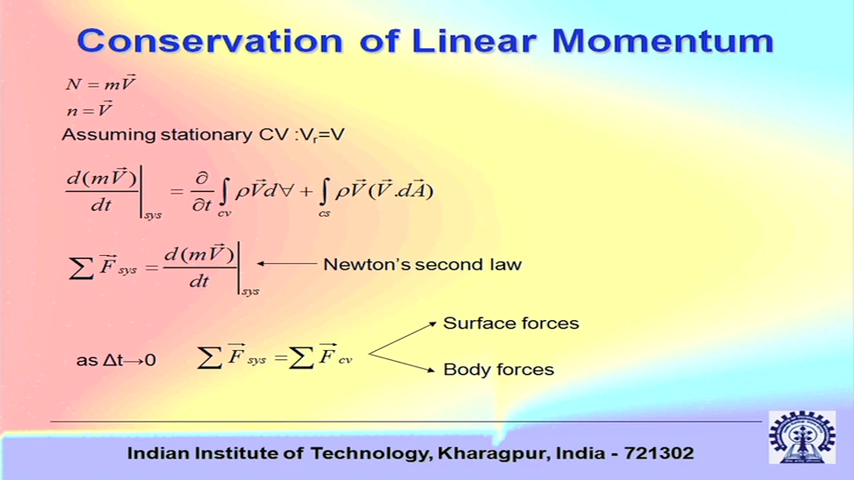 Conservation of Linear Momentum
N = mV⃗
n = V⃗
Assuming stationary CV :Vᵣ=V
d(mV⃗)/dt |sys = ∂/∂t ∫cv ρV⃗d∀ + ∫cs ρV⃗(V⃗.dA⃗)
∑F⃗sys = d(mV⃗)/dt |sys Newton's second law
Surface forces
as Δt→0 ∑F⃗sys = ∑F⃗cv
Body forces
Indian Institute of Technology, Kharagpur, India - 721302